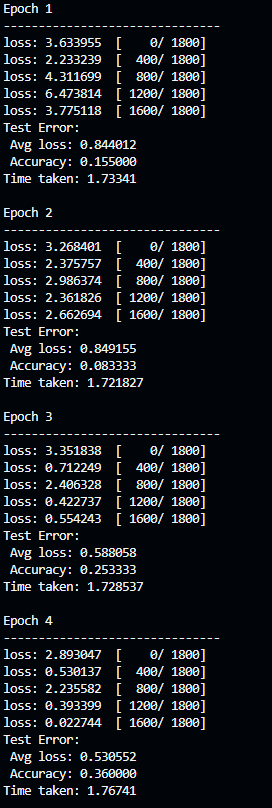 Epoch 1
-------------------------------
loss: 3.633955  [    0/ 1800]
loss: 2.233239  [  400/ 1800]
loss: 4.311699  [  800/ 1800]
loss: 6.473814  [ 1200/ 1800]
loss: 3.775118  [ 1600/ 1800]
Test Error:
 Avg loss: 0.844012
 Accuracy: 0.155000
Time taken: 1.73341

Epoch 2
-------------------------------
loss: 3.268401  [    0/ 1800]
loss: 2.375757  [  400/ 1800]
loss: 2.986374  [  800/ 1800]
loss: 2.361826  [ 1200/ 1800]
loss: 2.662694  [ 1600/ 1800]
Test Error:
 Avg loss: 0.849155
 Accuracy: 0.083333
Time taken: 1.721827

Epoch 3
-------------------------------
loss: 3.351838  [    0/ 1800]
loss: 0.712249  [  400/ 1800]
loss: 2.406328  [  800/ 1800]
loss: 0.422737  [ 1200/ 1800]
loss: 0.554243  [ 1600/ 1800]
Test Error:
 Avg loss: 0.588058
 Accuracy: 0.253333
Time taken: 1.728537

Epoch 4
-------------------------------
loss: 2.893047  [    0/ 1800]
loss: 0.530137  [  400/ 1800]
loss: 2.235582  [  800/ 1800]
loss: 0.393399  [ 1200/ 1800]
loss: 0.022744  [ 1600/ 1800]
Test Error:
 Avg loss: 0.530552
 Accuracy: 0.360000
Time taken: 1.76741